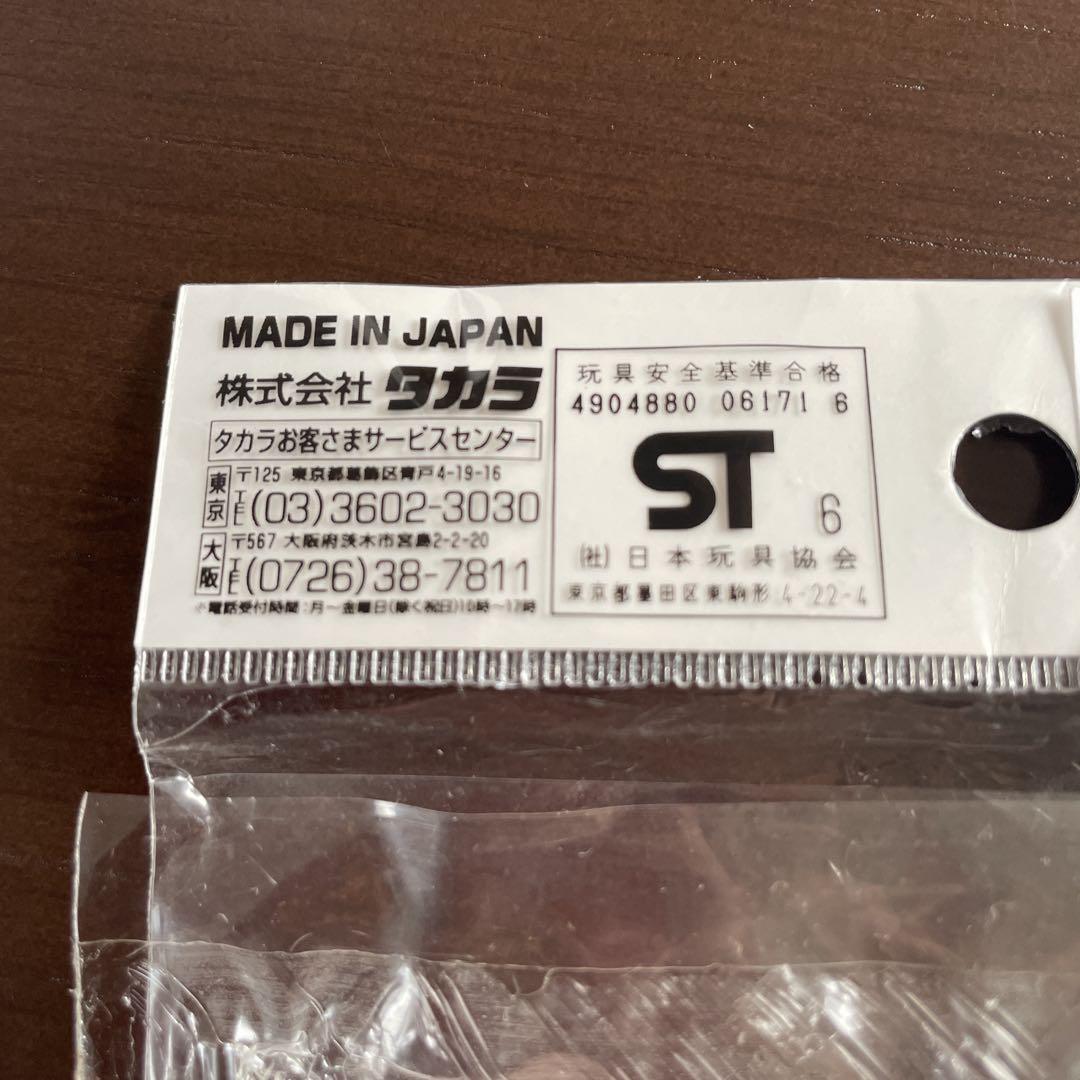 MADE IN JAPAN
株式会社 タカラ
タカラお客さまサービスセンター
東京 〒125 東京都葛飾区青戸4-19-16
TEL (03)3602-3030
大阪 〒567 大阪府茨木市宮島2-2-20
TEL (0726)38-7811
※電話受付時間:月～金曜日(除く祝日)10時～17時
玩具安全基準合格
4904880 06171 6
ST 6
(社)日本玩具協会
東京都墨田区東駒形 4-22-4